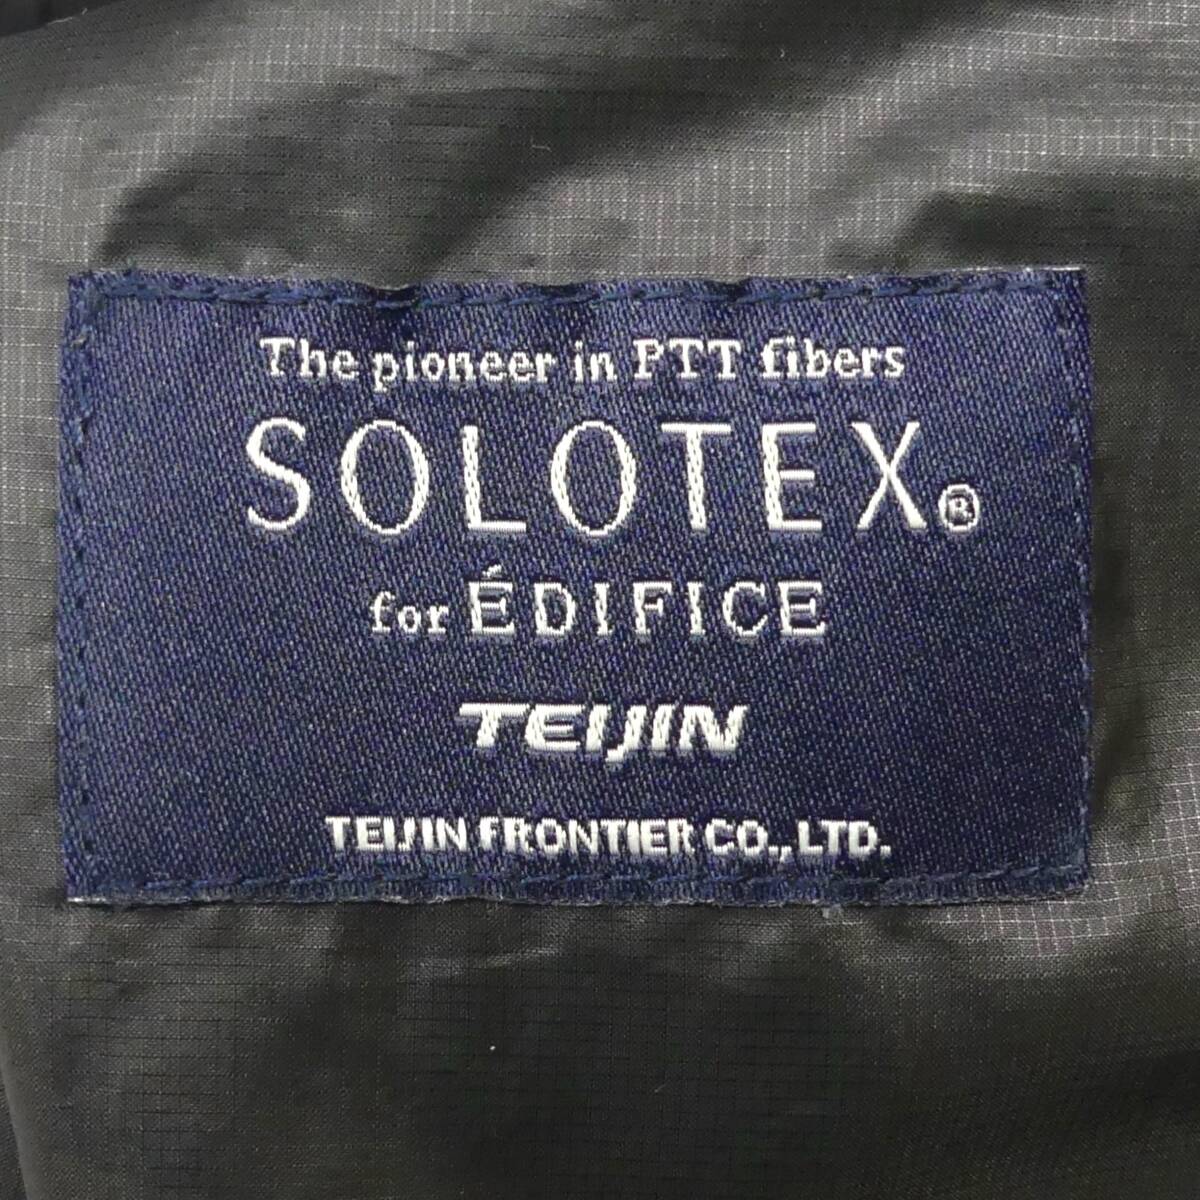 The pioneer in PTT fibers
SOLOTEX®
for ÉDIFICE
TEIJIN
TEIJIN FRONTIER CO., LTD.